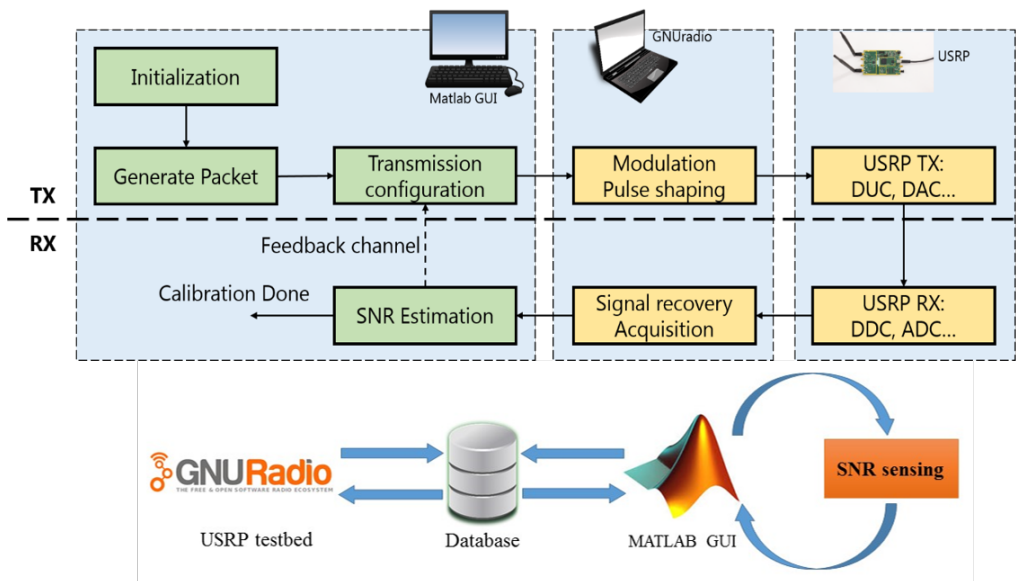 Initialization
Matlab GUI
GNUradio
USRP
Generate Packet
Transmission
configuration
Modulation
Pulse shaping
USRP TX:
DUC, DAC...
TX
RX
Feedback channel
Calibration Done
SNR Estimation
Signal recovery
Acquisition
USRP RX:
DDC, ADC...
GNURadio
THE FREE & OPEN SOFTWARE RADIO ECOSYSTEM
SNR sensing
USRP testbed
Database
MATLAB GUI